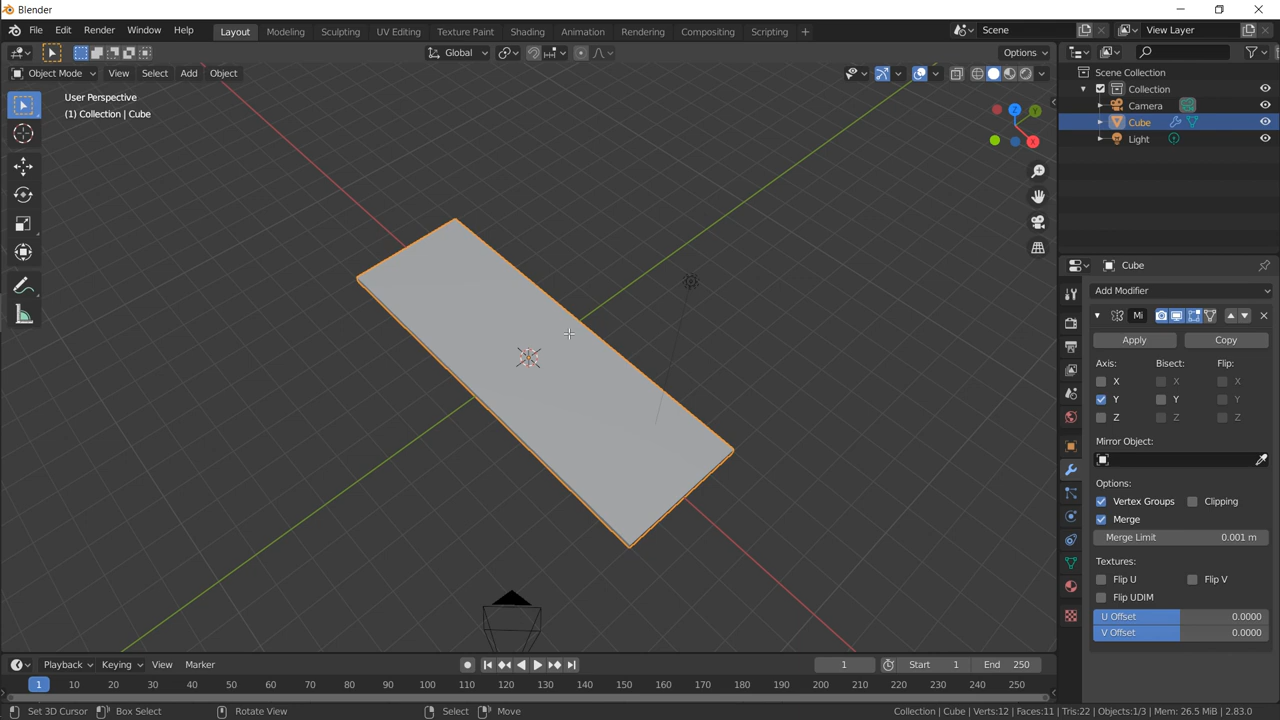 Blender
File Edit Render Window Help Layout Modeling Sculpting UV Editing Texture Paint Shading Animation Rendering Compositing Scripting + Scene View Layer
Global Options
Object Mode View Select Add Object
User Perspective
(1) Collection | Cube
Z Y X
Scene Collection
Collection
Camera
Cube
Light
Cube
Add Modifier
Mi
Apply Copy
Axis: Bisect: Flip:
X X X
Y Y Y
Z Z Z
Mirror Object:
Options:
Vertex Groups Clipping
Merge
Merge Limit 0.001 m
Textures:
Flip U Flip V
Flip UDIM
U Offset 0.0000
V Offset 0.0000
Playback Keying View Marker 1 Start 1 End 250
1 10 20 30 40 50 60 70 80 90 100 110 120 130 140 150 160 170 180 190 200 210 220 230 240 250
Set 3D Cursor Box Select Rotate View Select Move Collection | Cube | Verts:12 | Faces:11 | Tris:22 | Objects:1/3 | Mem: 26.5 MiB | 2.83.0